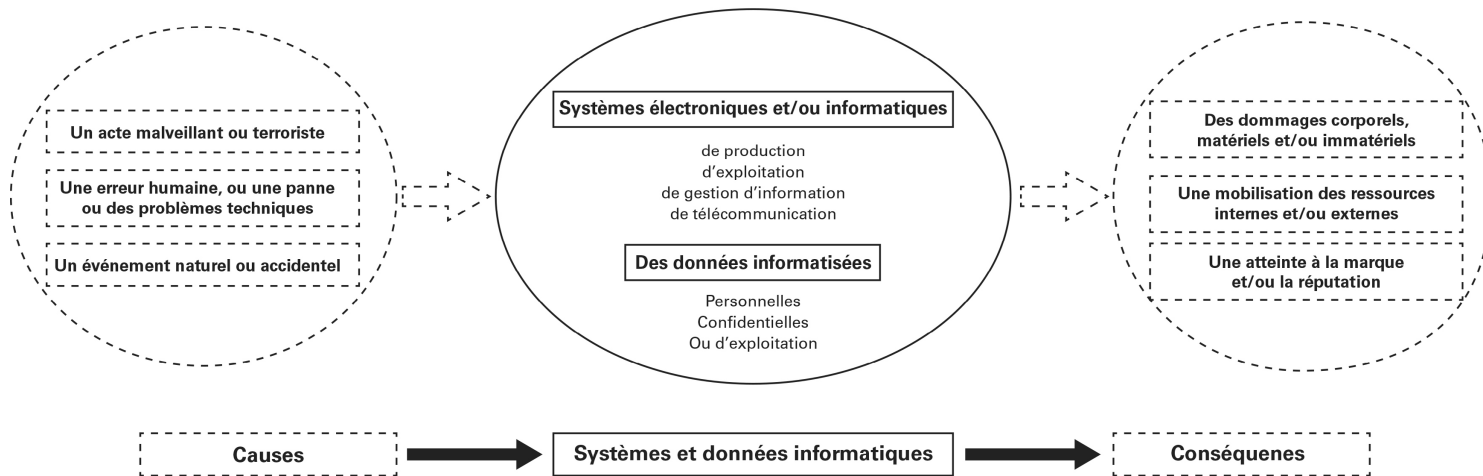 Un acte malveillant ou terroriste
Une erreur humaine, ou une panne
ou des problèmes techniques
Un événement naturel ou accidentel
Systèmes électroniques et/ou informatiques
de production
d'exploitation
de gestion d'information
de télécommunication
Des données informatisées
Personnelles
Confidentielles
Ou d'exploitation
Des dommages corporels,
matériels et/ou immatériels
Une mobilisation des ressources
internes et/ou externes
Une atteinte à la marque
et/ou la réputation
Causes
Systèmes et données informatiques
Conséquenes